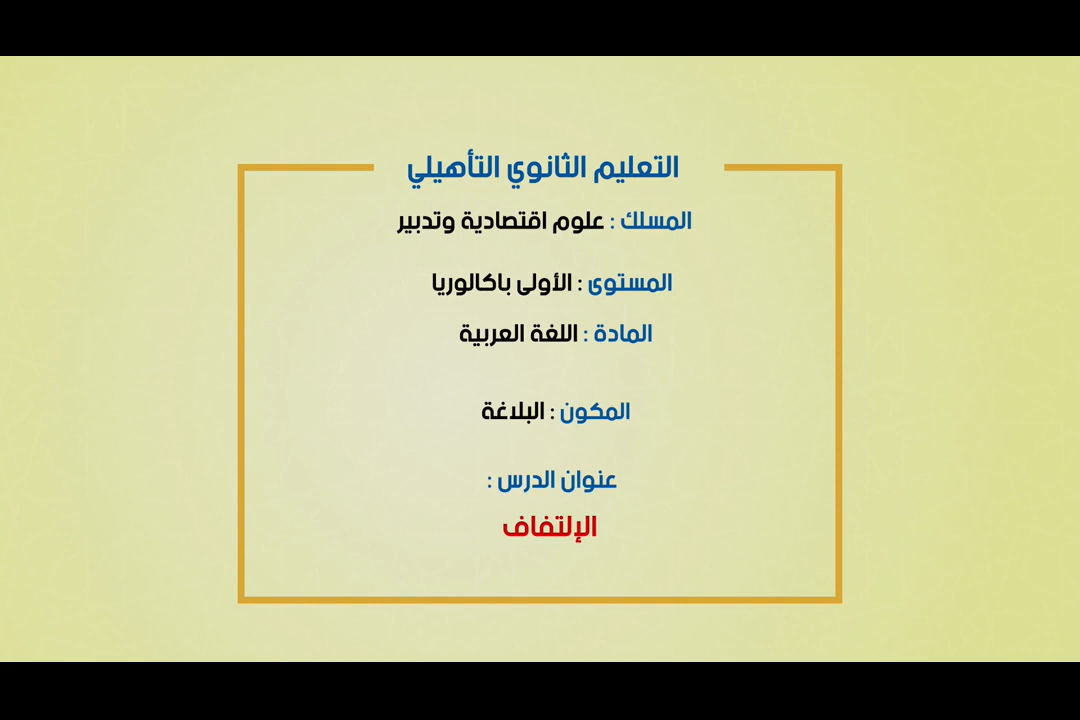 التعليم الثانوي التأهيلي
المسلك : علوم اقتصادية وتدبير
المستوى : الأولى باكالوريا
المادة : اللغة العربية
المكون : البلاغة
عنوان الدرس :
الإلتفاف